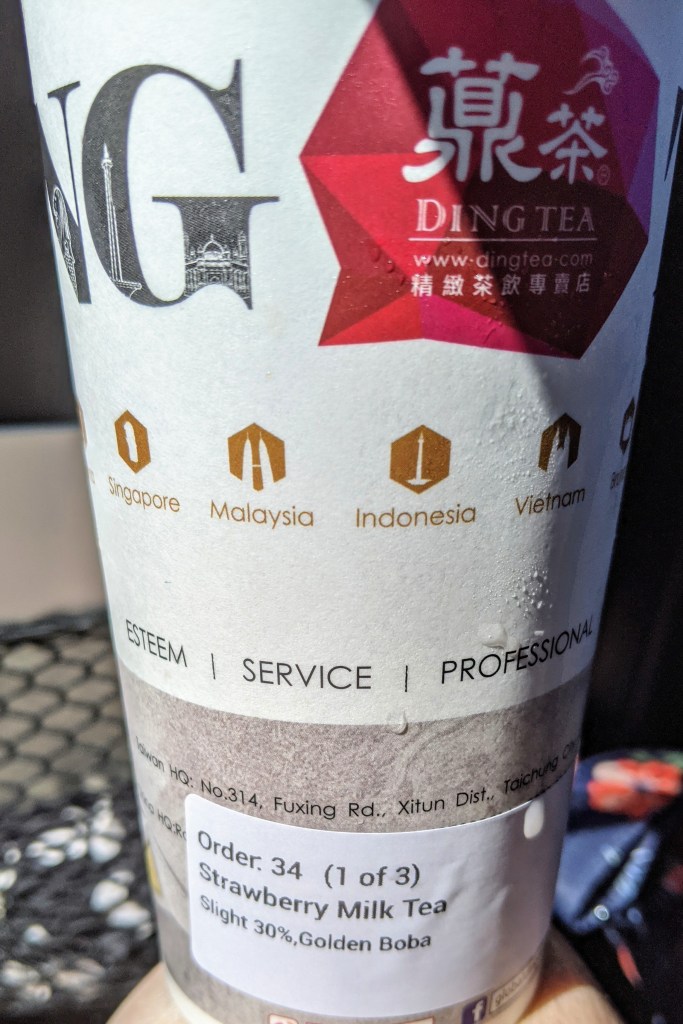 NG
薡茶
DING TEA
www.dingtea.com
精緻茶飲專賣店
Singapore
Malaysia
Indonesia
Vietnam
ESTEEM | SERVICE | PROFESSIONAL
Taiwan HQ: No.314, Fuxing Rd., Xitun Dist., Taichung City
HQ:
Order: 34 (1 of 3)
Strawberry Milk Tea
Slight 30%,Golden Boba
f